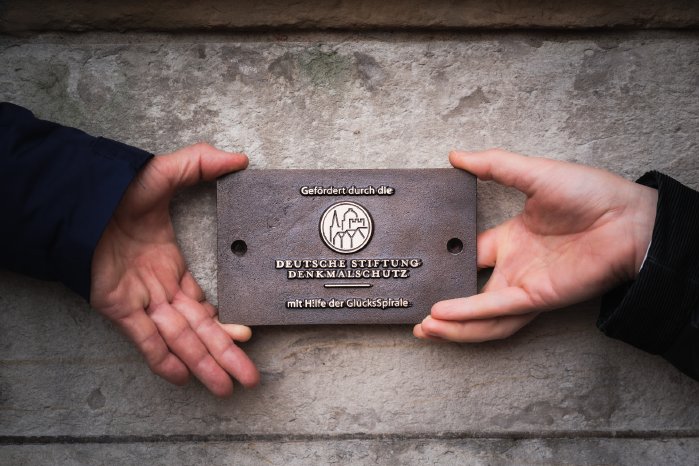 Gefördert durch die
DEUTSCHE STIFTUNG
DENKMALSCHUTZ
mit Hilfe der GlücksSpirale